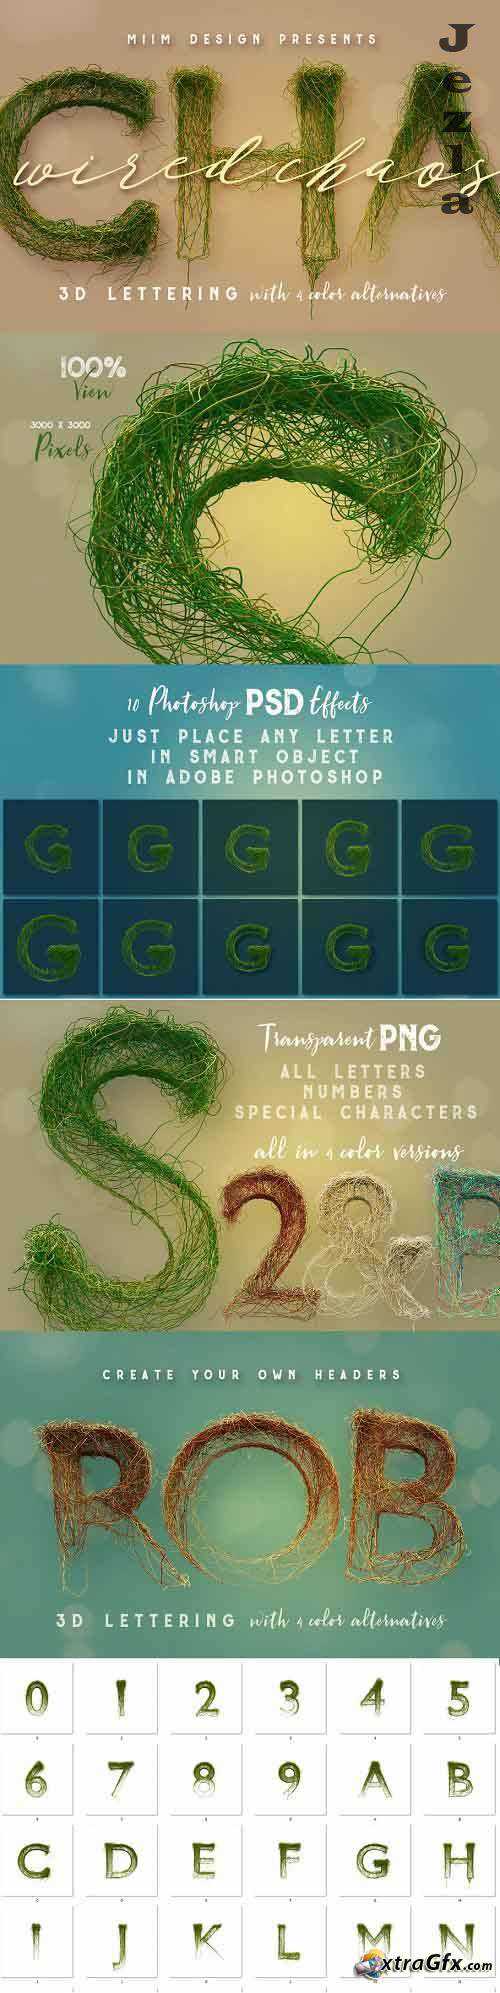 MIIM DESIGN PRESENTS
Jezla
CHA
wired chaos
3D LETTERING with 4 color alternatives
100%
View
3000 X 3000
Pixels
10 Photoshop PSD Effects
JUST PLACE ANY LETTER
IN SMART OBJECT
IN ADOBE PHOTOSHOP
G G G G G
G G G G G
Transparent PNG
ALL LETTERS
NUMBERS
SPECIAL CHARACTERS
all in 4 color versions
S 2 & E
CREATE YOUR OWN HEADERS
ROB
3D LETTERING with 4 color alternatives
0 1 2 3 4 5
6 7 8 9 A B
C D E F G H
I J K L M N
xtraGfx.com